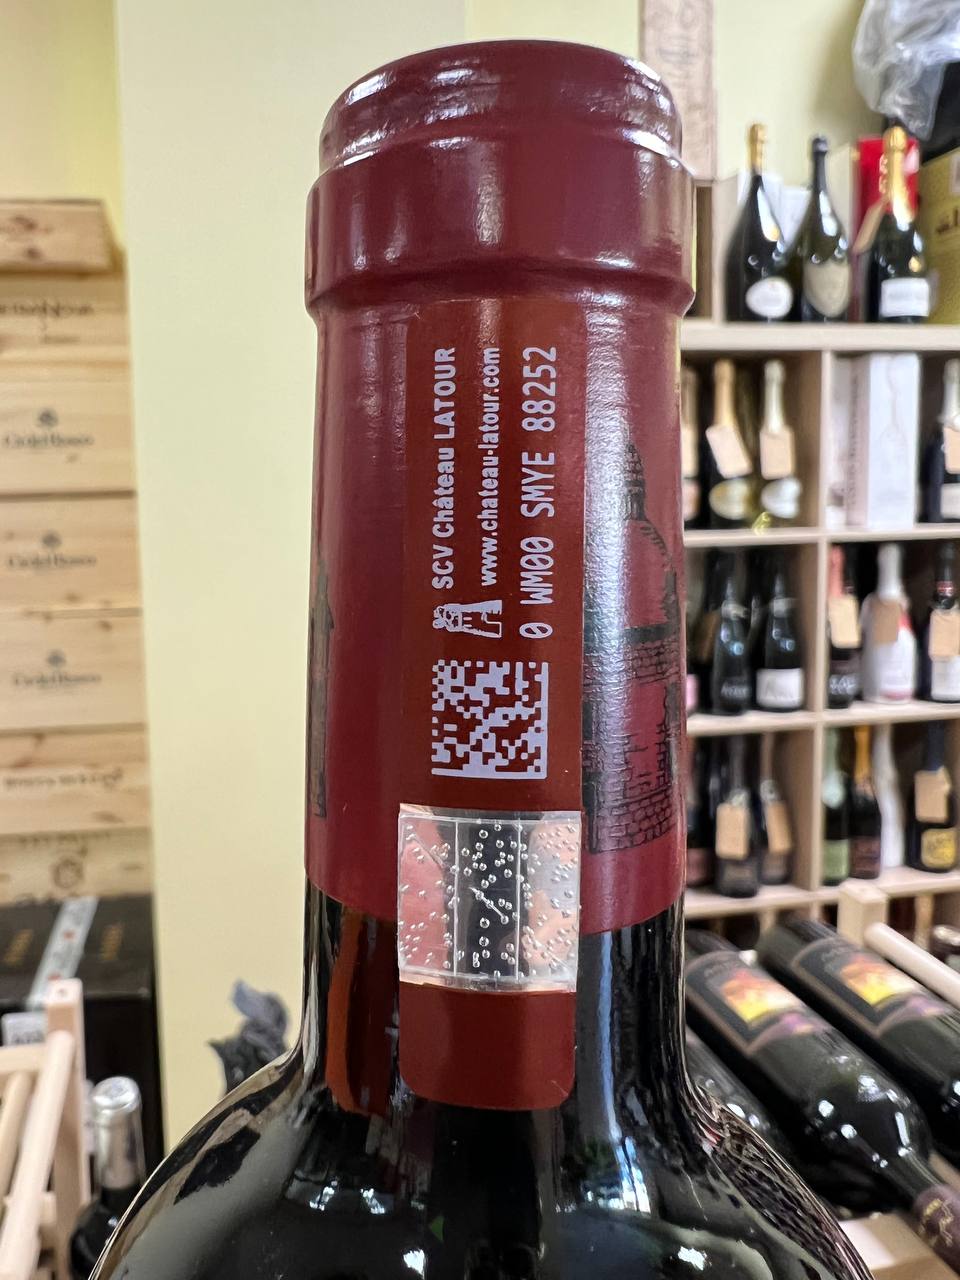 SCV Château LATOUR
www.chateau-latour.com
0 WM00 SMYE 88252